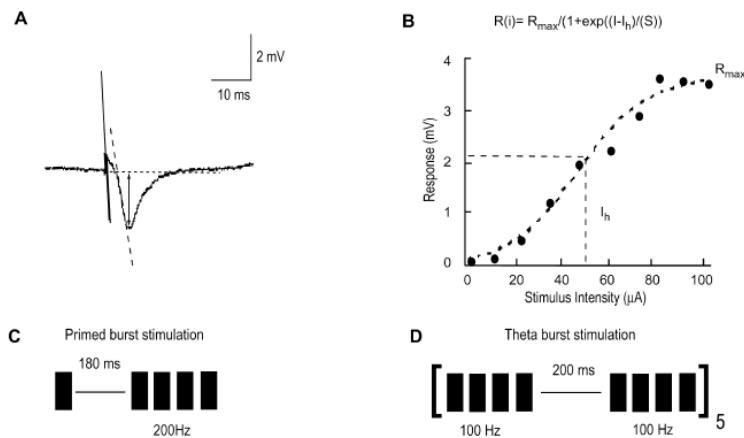 A
2 mV
10 ms
B
R(i)= Rmax/(1+exp((I-Ih)/(S))
Rmax
4
3
2
1
0
Response (mV)
Ih
0 20 40 60 80 100
Stimulus Intensity (μA)
C
Primed burst stimulation
180 ms
200Hz
D
Theta burst stimulation
200 ms
100 Hz 100 Hz
5